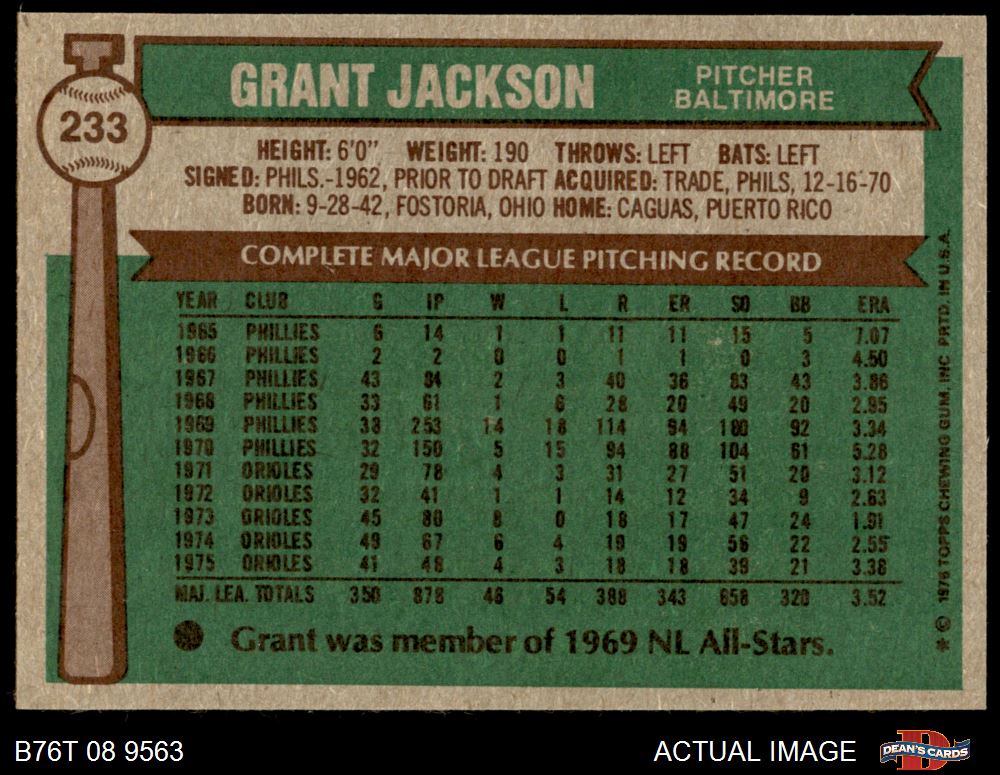 233
GRANT JACKSON
PITCHER
BALTIMORE
HEIGHT: 6'0" WEIGHT: 190 THROWS: LEFT BATS: LEFT
SIGNED: PHILS.-1962, PRIOR TO DRAFT ACQUIRED: TRADE, PHILS, 12-16-70
BORN: 9-28-42, FOSTORIA, OHIO HOME: CAGUAS, PUERTO RICO
COMPLETE MAJOR LEAGUE PITCHING RECORD
YEAR CLUB G IP W L R ER SO BB ERA
1965 PHILLIES 6 14 1 1 11 11 15 5 7.07
1966 PHILLIES 2 2 0 0 1 1 0 3 4.50
1967 PHILLIES 43 84 2 3 40 36 83 43 3.86
1968 PHILLIES 33 61 1 6 28 20 49 20 2.95
1969 PHILLIES 38 253 14 18 114 94 180 92 3.34
1970 PHILLIES 32 150 5 15 94 88 104 61 5.28
1971 ORIOLES 29 78 4 3 31 27 51 20 3.12
1972 ORIOLES 32 41 1 1 14 12 34 9 2.63
1973 ORIOLES 45 80 8 0 18 17 47 24 1.91
1974 ORIOLES 49 67 6 4 19 19 56 22 2.55
1975 ORIOLES 41 48 4 3 18 18 39 21 3.38
MAJ. LEA. TOTALS 350 878 46 54 388 343 658 320 3.52
Grant was member of 1969 NL All-Stars.
* © 1976 TOPPS CHEWING GUM, INC PRTD. IN U.S.A.
B76T 08 9563
ACTUAL IMAGE
DEAN'S CARDS